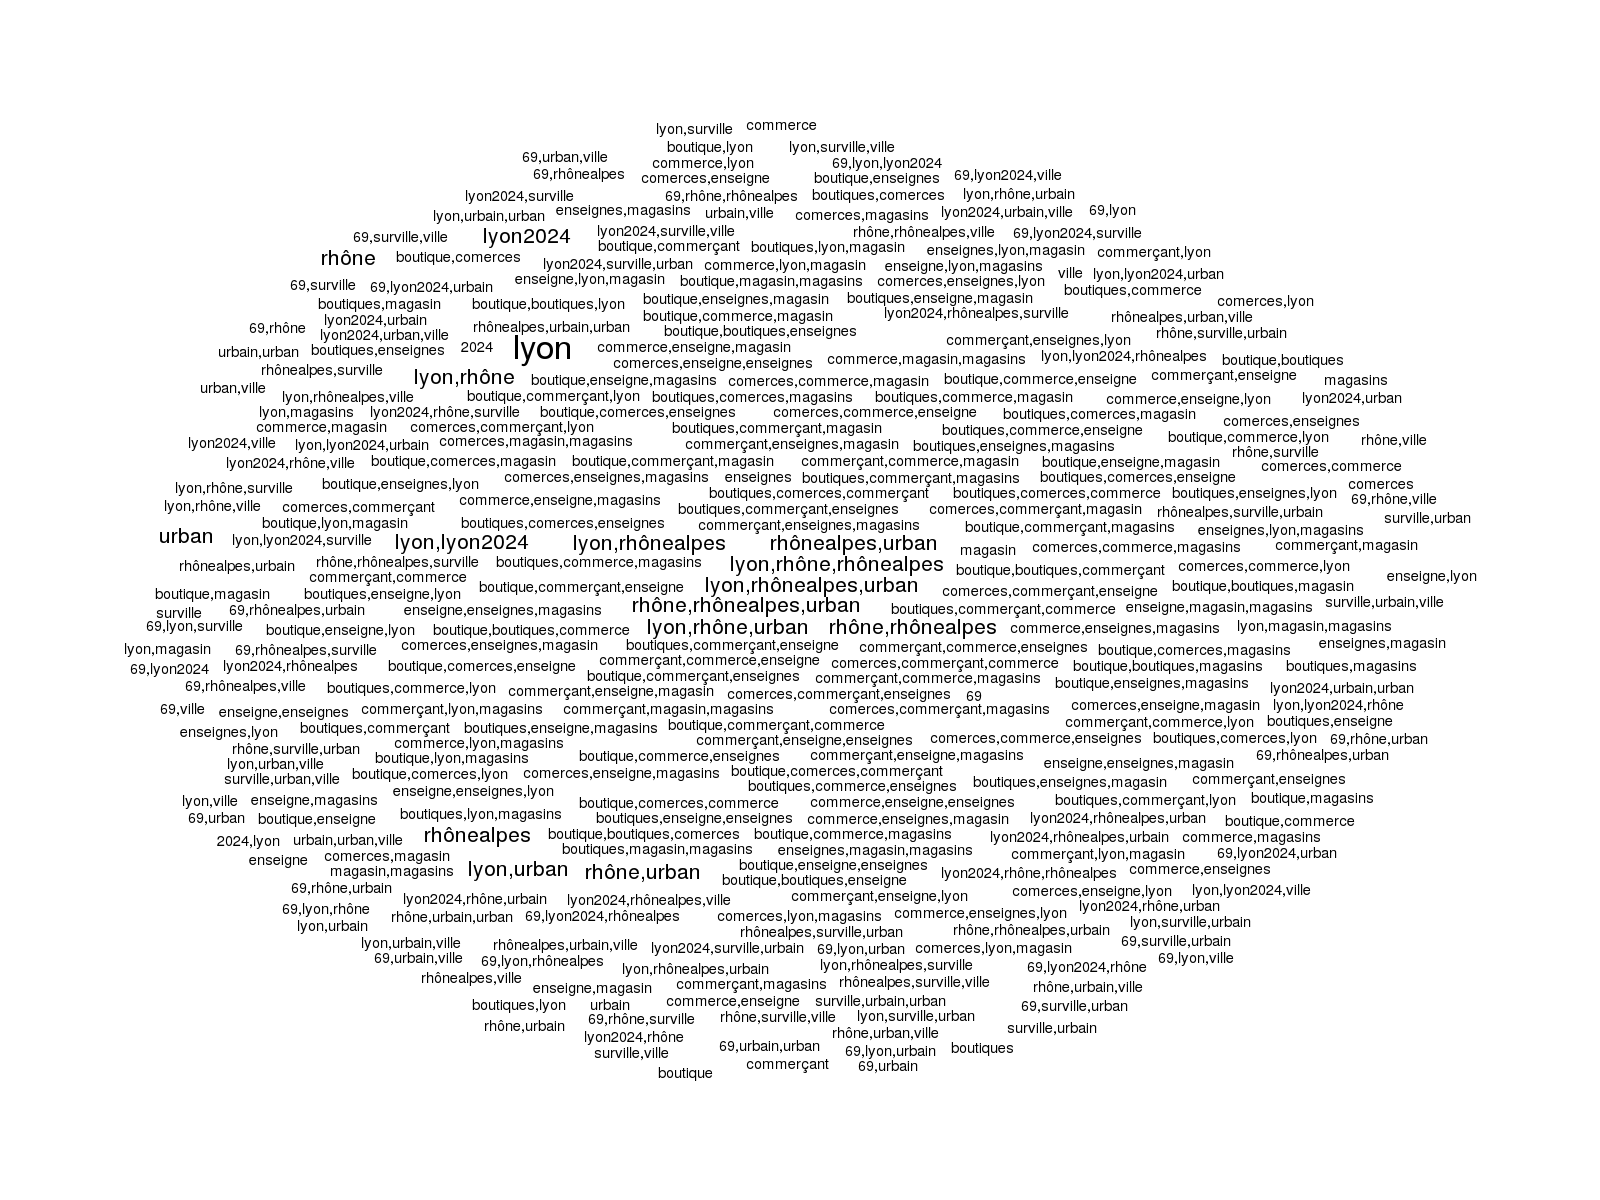 lyon,surville commerce
boutique,lyon lyon,surville,ville
69,urban,ville commerce,lyon 69,lyon,lyon2024
69,rhônealpes comerces,enseigne boutique,enseignes 69,lyon2024,ville
lyon2024,surville 69,rhône,rhônealpes boutiques,comerces lyon,rhône,urban
lyon,urbain,urban enseignes,magasins urbain,ville comerces,magasins lyon2024,urbain,ville 69,lyon
69,surville,ville lyon2024 lyon2024,surville,ville rhône,rhônealpes,ville 69,lyon2024,surville
boutique,commerçant boutiques,lyon,magasin enseignes,lyon,magasin commerçant,lyon
rhône boutique,comerces lyon2024,surville,urban commerce,lyon,magasin enseigne,lyon,magasins
69,surville 69,lyon2024,urbain enseigne,lyon,magasin boutique,magasin,magasins comerces,enseignes,lyon ville lyon,lyon2024,urban
boutiques,commerce
boutiques,magasin boutique,boutiques,lyon boutique,enseignes,magasin boutiques,enseigne,magasin comerces,lyon
69,rhône lyon2024,urbain boutique,commerce,magasin lyon2024,rhônealpes,surville rhônealpes,urban,ville
lyon2024,urban,ville rhônealpes,urbain,urban boutique,boutiques,enseignes rhône,surville,urbain
urbain,urban boutiques,enseignes 2024 lyon commerce,enseigne,magasin commerçant,enseignes,lyon
comerces,enseigne,enseignes commerce,magasin,magasins lyon,lyon2024,rhônealpes boutique,boutiques
rhônealpes,surville lyon,rhône boutique,enseigne,magasins comerces,commerce,magasin boutique,commerce,enseigne commerçant,enseigne magasins
urban,ville lyon,rhônealpes,ville boutique,commerçant,lyon boutiques,comerces,magasins boutiques,commerce,magasin commerce,enseigne,lyon lyon2024,urban
lyon,magasins lyon2024,rhône,surville boutique,comerces,enseignes comerces,commerce,enseigne boutiques,comerces,magasin
commerce,magasin comerces,commerçant,lyon boutiques,commerçant,magasin boutiques,commerce,enseigne comerces,enseignes
lyon2024,ville lyon,lyon2024,urbain comerces,magasin,magasins commerçant,enseignes,magasin boutiques,enseignes,magasins boutique,commerce,lyon rhône,ville
rhône,surville
lyon2024,rhône,ville boutique,comerces,magasin boutique,commerçant,magasin commerçant,commerce,magasin boutique,enseigne,magasin comerces,commerce
boutique,enseignes,lyon comerces,enseignes,magasins enseignes boutiques,commerçant,magasins boutiques,comerces,enseigne comerces
lyon,rhône,surville boutiques,comerces,commerçant boutiques,comerces,commerce boutiques,enseignes,lyon 69,rhône,ville
lyon,rhône,ville comerces,commerçant commerce,enseigne,magasins boutiques,commerçant,enseignes comerces,commerçant,magasin rhônealpes,surville,urbain
boutique,lyon,magasin boutiques,comerces,enseignes commerçant,enseignes,magasins boutique,commerçant,magasins enseignes,lyon,magasins surville,urban
urban lyon,lyon2024,surville lyon,lyon2024 lyon,rhônealpes rhônealpes,urban magasin comerces,commerce,magasins commerçant,magasin
rhônealpes,urbain rhône,rhônealpes,surville boutiques,commerce,magasins lyon,rhône,rhônealpes boutique,boutiques,commerçant comerces,commerce,lyon
commerçant,commerce enseigne,lyon
boutique,magasin boutiques,enseigne,lyon boutique,commerçant,enseigne lyon,rhônealpes,urban comerces,commerçant,enseigne boutique,boutiques,magasin
surville 69,rhônealpes,urbain enseigne,enseignes,magasins rhône,rhônealpes,urban boutiques,commerçant,commerce enseigne,magasin,magasins surville,urbain,ville
69,lyon,surville boutique,enseigne,lyon boutique,boutiques,commerce lyon,rhône,urban rhône,rhônealpes commerce,enseignes,magasins lyon,magasin,magasins
lyon,magasin 69,rhônealpes,surville comerces,enseignes,magasin boutiques,commerçant,enseigne commerçant,commerce,enseignes boutique,comerces,magasins enseignes,magasin
69,lyon2024 lyon2024,rhônealpes boutique,comerces,enseigne commerçant,commerce,enseigne comerces,commerçant,commerce boutique,boutiques,magasins boutiques,magasins
69,rhônealpes,ville boutiques,commerce,lyon commerçant,enseigne,magasin boutique,commerçant,enseignes commerçant,commerce,magasins boutique,enseignes,magasins lyon2024,urbain,urban
comerces,commerçant,enseignes 69
69,ville enseigne,enseignes commerçant,lyon,magasins commerçant,magasin,magasins comerces,commerçant,magasins comerces,enseigne,magasin lyon,lyon2024,rhône
enseignes,lyon boutiques,commerçant boutiques,enseigne,magasins boutique,commerçant,commerce commerçant,commerce,lyon boutiques,enseigne
rhône,surville,urban commerce,lyon,magasins commerçant,enseigne,enseignes comerces,commerce,enseignes boutiques,comerces,lyon 69,rhône,urban
lyon,urban,ville boutique,lyon,magasins boutique,commerce,enseignes commerçant,enseigne,magasins enseigne,enseignes,magasin 69,rhônealpes,urban
surville,urban,ville boutique,comerces,lyon comerces,enseigne,magasins boutique,comerces,commerçant boutiques,enseignes,magasin commerçant,enseignes
enseigne,enseignes,lyon boutiques,commerce,enseignes
lyon,ville enseigne,magasins boutique,comerces,commerce commerce,enseigne,enseignes boutiques,commerçant,lyon boutique,magasins
69,urban boutique,enseigne boutiques,lyon,magasins boutiques,enseigne,enseignes commerce,enseignes,magasin lyon2024,rhônealpes,urban boutique,commerce
2024,lyon urbain,urban,ville rhônealpes boutique,boutiques,comerces boutique,commerce,magasins lyon2024,rhônealpes,urbain commerce,magasins
enseigne comerces,magasin boutiques,magasin,magasins enseignes,magasin,magasins commerçant,lyon,magasin 69,lyon2024,urban
magasin,magasins lyon,urban rhône,urban boutique,enseigne,enseignes lyon2024,rhône,rhônealpes commerce,enseignes
69,rhône,urbain boutique,boutiques,enseigne comerces,enseigne,lyon lyon,lyon2024,ville
69,lyon,rhône lyon2024,rhône,urbain lyon2024,rhônealpes,ville commerçant,enseigne,lyon lyon2024,rhône,urban
lyon,urbain rhône,urbain,urban 69,lyon2024,rhônealpes comerces,lyon,magasins commerce,enseignes,lyon lyon,surville,urbain
rhônealpes,surville,urban rhône,rhônealpes,urbain
lyon,urbain,ville rhônealpes,urbain,ville lyon2024,surville,urbain 69,lyon,urban comerces,lyon,magasin 69,surville,urbain
69,urbain,ville 69,lyon,rhônealpes lyon,rhônealpes,urbain lyon,rhônealpes,surville 69,lyon2024,rhône 69,lyon,ville
rhônealpes,ville enseigne,magasin commerçant,magasins rhônealpes,surville,ville rhône,urbain,ville
boutiques,lyon urbain commerce,enseigne surville,urbain,urban 69,surville,urban
rhône,urbain 69,rhône,surville rhône,surville,ville lyon,surville,urban surville,urbain
lyon2024,rhône rhône,urban,ville
surville,ville 69,urbain,urban 69,lyon,urbain boutiques
boutique commerçant 69,urbain